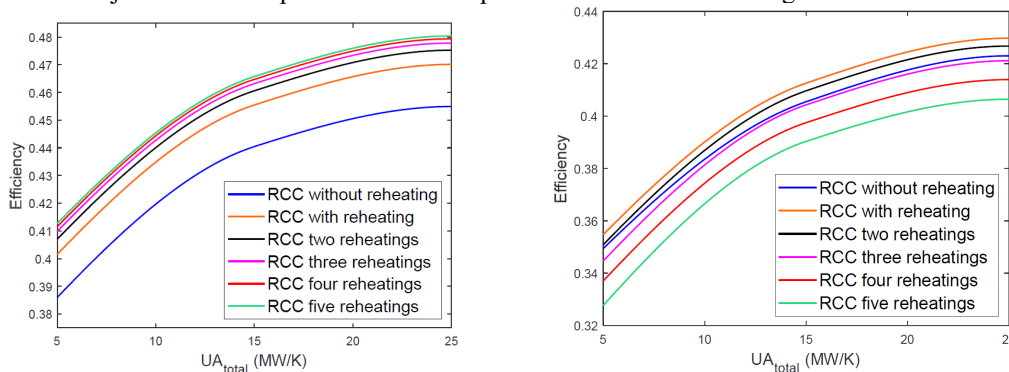 0.48
0.47
0.46
0.45
0.44
0.43
0.42
0.41
0.4
0.39
0.38
Efficiency
RCC without reheating
RCC with reheating
RCC two reheatings
RCC three reheatings
RCC four reheatings
RCC five reheatings
5 10 15 20 25
UA_total (MW/K)
0.44
0.42
0.4
0.38
0.36
0.34
0.32
Efficiency
RCC without reheating
RCC with reheating
RCC two reheatings
RCC three reheatings
RCC four reheatings
RCC five reheatings
5 10 15 20
UA_total (MW/K)